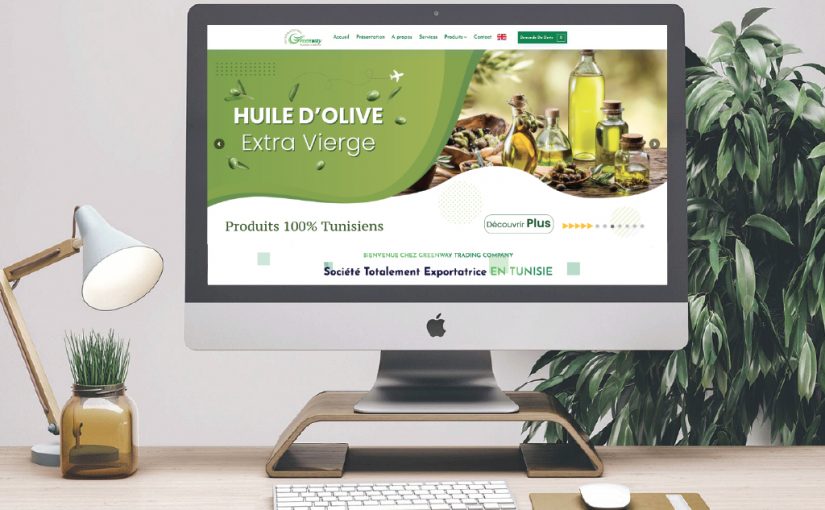 Greenway
Accueil Présentation A propos Services Produits Contact Demande De Devis
HUILE D'OLIVE
Extra Vierge
Produits 100% Tunisiens
Découvrir Plus
BIENVENUE CHEZ GREENWAY TRADING COMPANY
Société Totalement Exportatrice EN TUNISIE